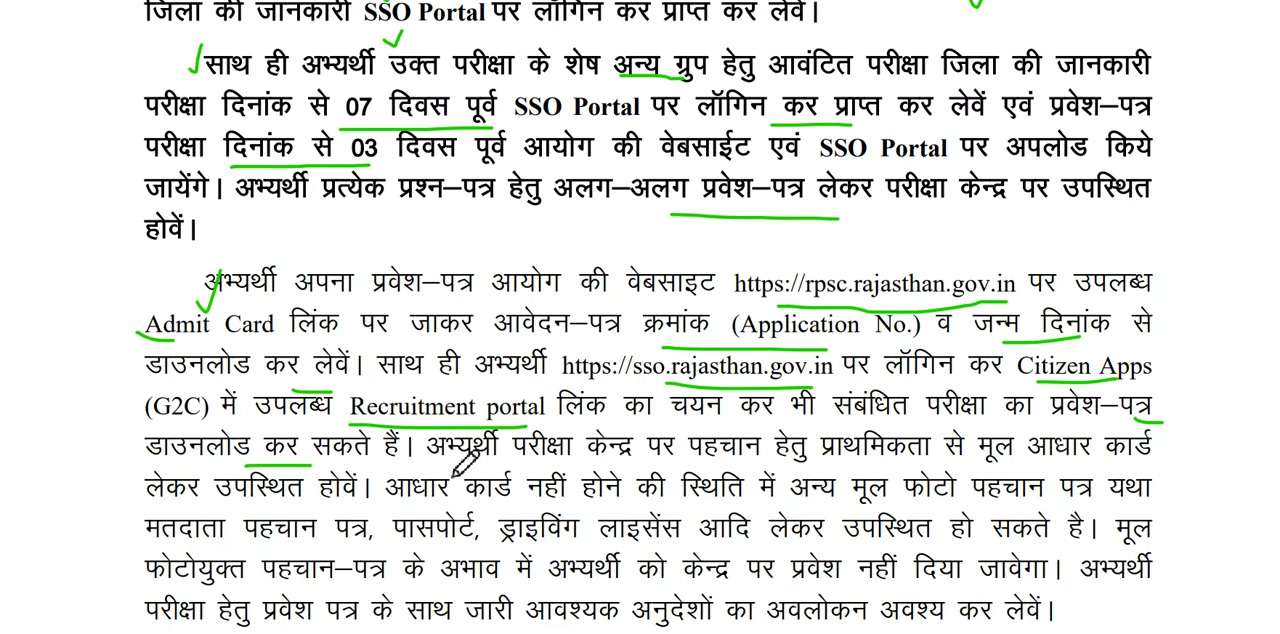 जिला की जानकारी SSO Portal पर लॉगिन कर प्राप्त कर लेवें।
साथ ही अभ्यर्थी उक्त परीक्षा के शेष अन्य ग्रुप हेतु आवंटित परीक्षा जिला की जानकारी
परीक्षा दिनांक से 07 दिवस पूर्व SSO Portal पर लॉगिन कर प्राप्त कर लेवें एवं प्रवेश–पत्र
परीक्षा दिनांक से 03 दिवस पूर्व आयोग की वेबसाईट एवं SSO Portal पर अपलोड किये
जायेंगे। अभ्यर्थी प्रत्येक प्रश्न–पत्र हेतु अलग–अलग प्रवेश–पत्र लेकर परीक्षा केन्द्र पर उपस्थित
होवें।
अभ्यर्थी अपना प्रवेश–पत्र आयोग की वेबसाइट https://rpsc.rajasthan.gov.in पर उपलब्ध
Admit Card लिंक पर जाकर आवेदन–पत्र क्रमांक (Application No.) व जन्म दिनांक से
डाउनलोड कर लेवें। साथ ही अभ्यर्थी https://sso.rajasthan.gov.in पर लॉगिन कर Citizen Apps
(G2C) में उपलब्ध Recruitment portal लिंक का चयन कर भी संबंधित परीक्षा का प्रवेश–पत्र
डाउनलोड कर सकते हैं। अभ्यर्थी परीक्षा केन्द्र पर पहचान हेतु प्राथमिकता से मूल आधार कार्ड
लेकर उपस्थित होवें। आधार कार्ड नहीं होने की स्थिति में अन्य मूल फोटो पहचान पत्र यथा
मतदाता पहचान पत्र, पासपोर्ट, ड्राइविंग लाइसेंस आदि लेकर उपस्थित हो सकते है। मूल
फोटोयुक्त पहचान–पत्र के अभाव में अभ्यर्थी को केन्द्र पर प्रवेश नहीं दिया जावेगा। अभ्यर्थी
परीक्षा हेतु प्रवेश पत्र के साथ जारी आवश्यक अनुदेशों का अवलोकन अवश्य कर लेवें।